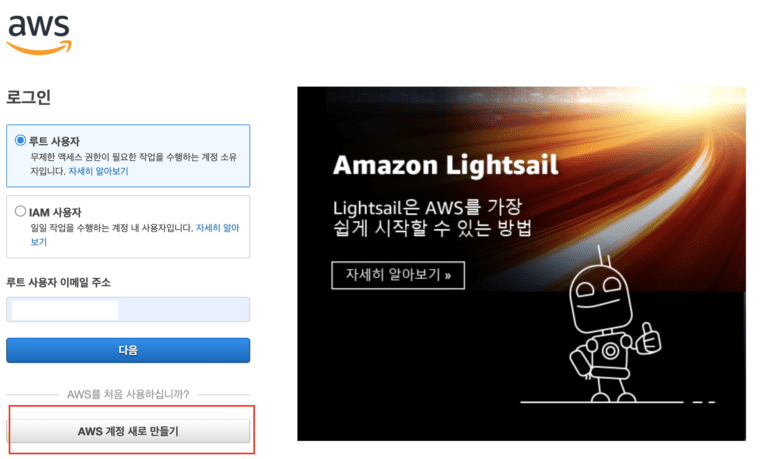 aws
로그인
루트 사용자
무제한 액세스 권한이 필요한 작업을 수행하는 계정 소유
자입니다. 자세히 알아보기
IAM 사용자
일일 작업을 수행하는 계정 내 사용자입니다. 자세히 알아
보기
루트 사용자 이메일 주소
다음
AWS를 처음 사용하십니까?
AWS 계정 새로 만들기
Amazon Lightsail
Lightsail은 AWS를 가장
쉽게 시작할 수 있는 방법
자세히 알아보기 »